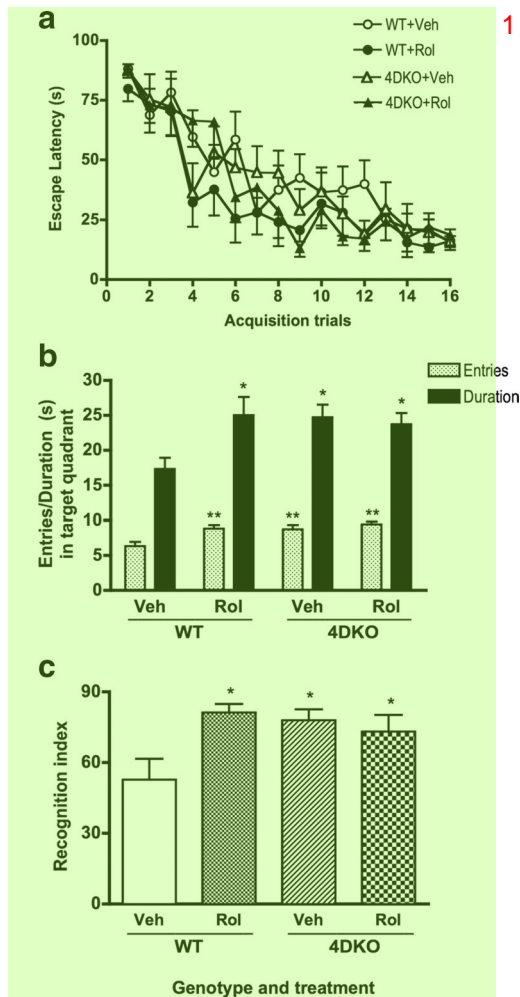 a
1
WT+Veh
WT+Rol
4DKO+Veh
4DKO+Rol
Escape Latency (s)
100
75
50
25
0
0 2 4 6 8 10 12 14 16
Acquisition trials
b
Entries
Duration
Entries/Duration (s)
in target quadrant
30
25
20
15
10
5
0
* * *
** ** **
Veh Rol Veh Rol
WT 4DKO
c
Recognition index
90
60
30
0
* * *
Veh Rol Veh Rol
WT 4DKO
Genotype and treatment